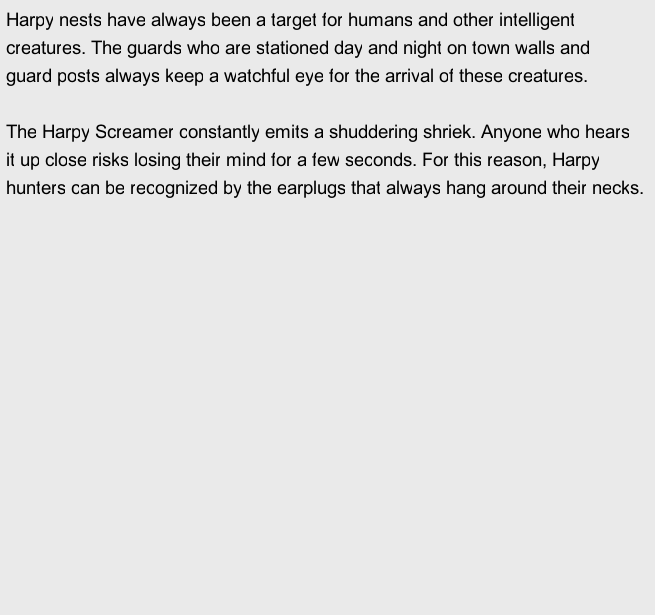 Harpy nests have always been a target for humans and other intelligent
creatures. The guards who are stationed day and night on town walls and
guard posts always keep a watchful eye for the arrival of these creatures.

The Harpy Screamer constantly emits a shuddering shriek. Anyone who hears
it up close risks losing their mind for a few seconds. For this reason, Harpy
hunters can be recognized by the earplugs that always hang around their necks.